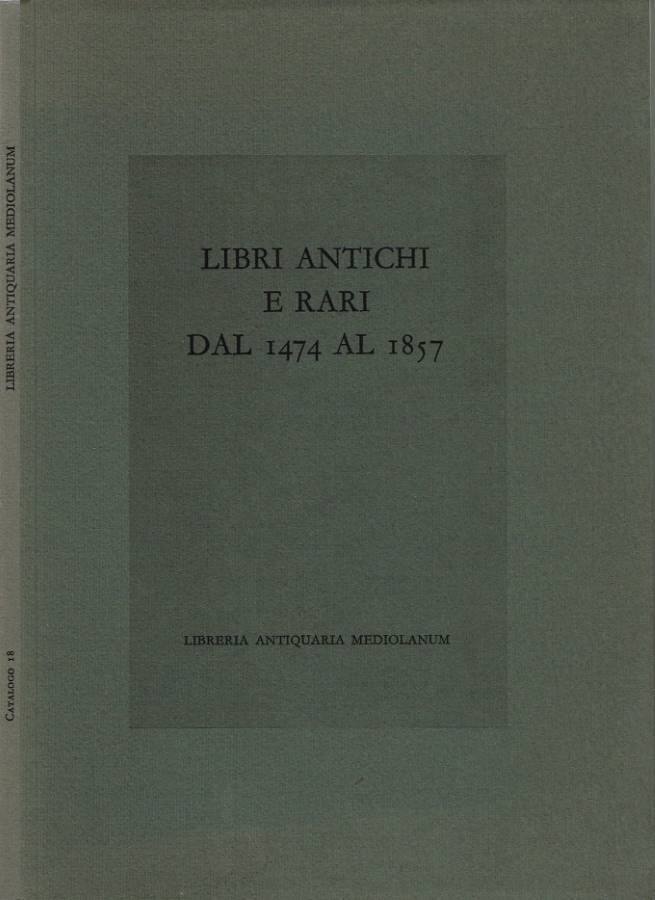 LIBRI ANTICHI
E RARI
DAL 1474 AL 1857
LIBRERIA ANTIQUARIA MEDIOLANUM
LIBRERIA ANTIQUARIA MEDIOLANUM
CATALOGO 18